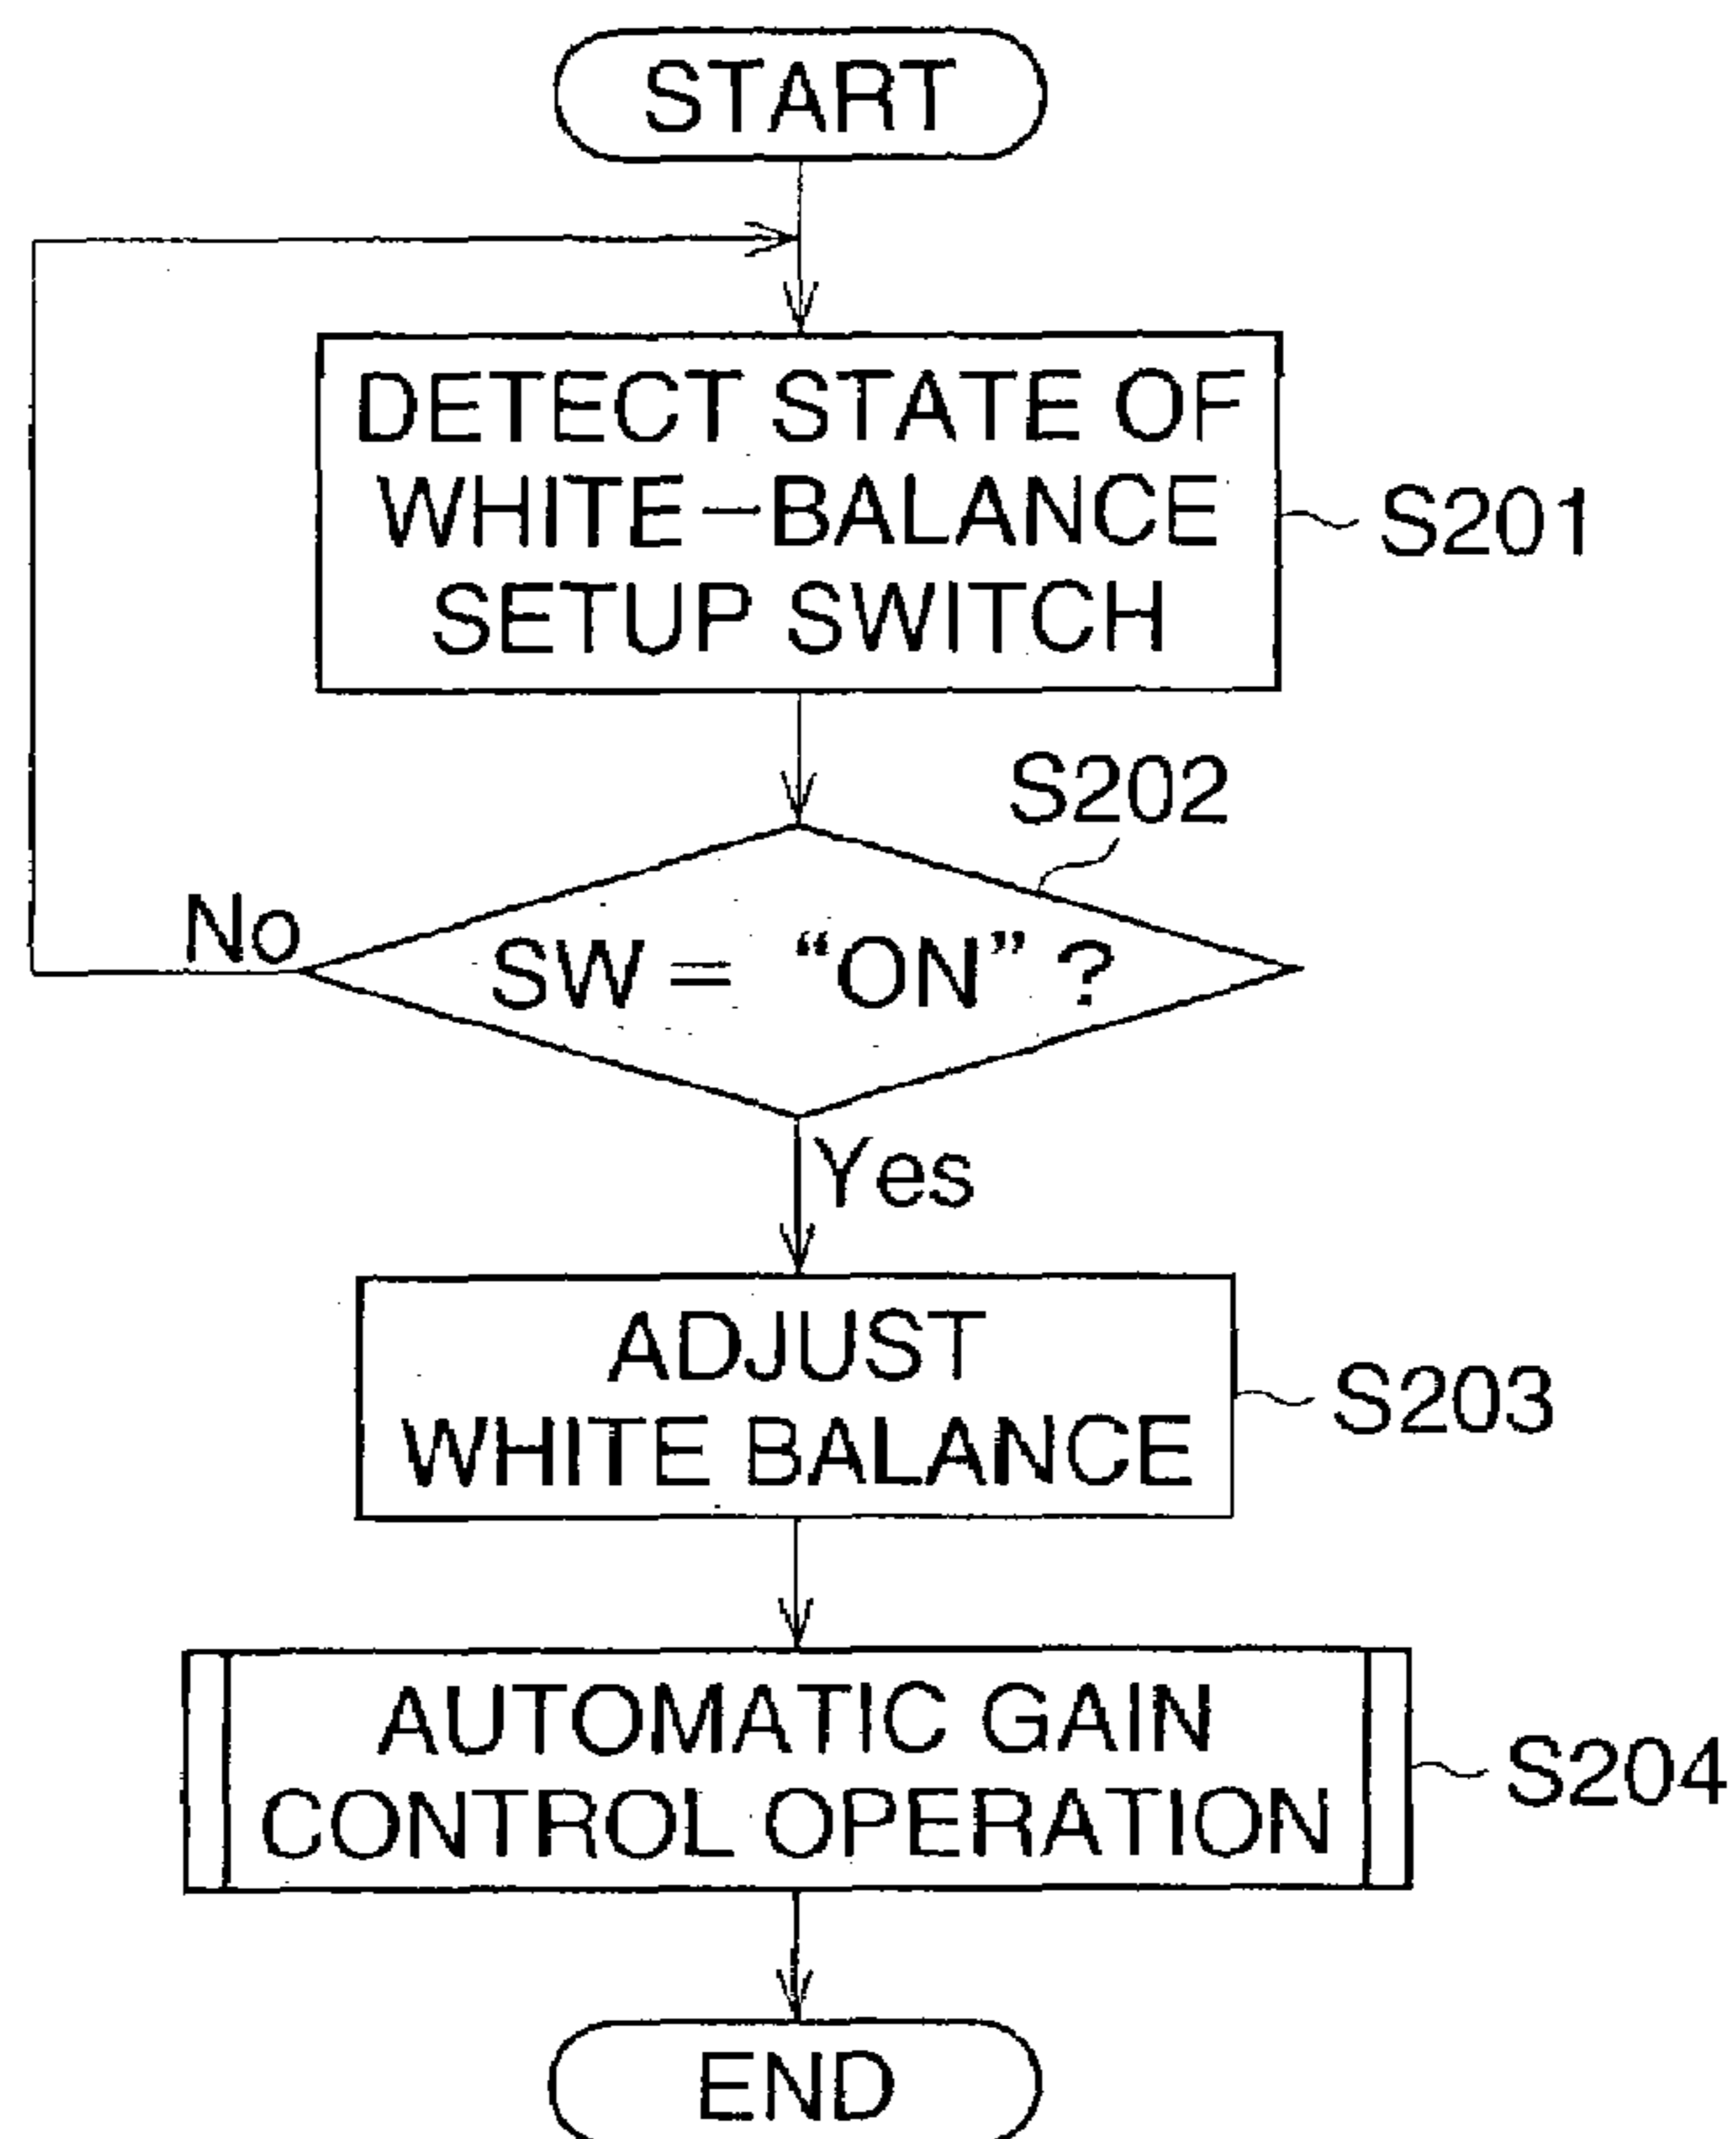 START
DETECT STATE OF
WHITE-BALANCE
SETUP SWITCH
S201
S202
No
SW = “ON” ?
Yes
ADJUST
WHITE BALANCE
S203
AUTOMATIC GAIN
CONTROL OPERATION
S204
END